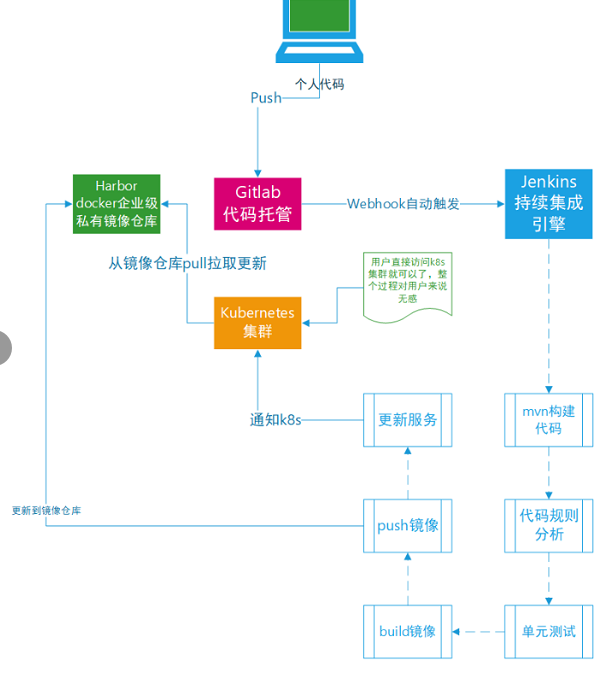 个人代码
Push
Harbor
docker企业级
私有镜像仓库
Gitlab
代码托管
Webhook自动触发
Jenkins
持续集成
引擎
从镜像仓库pull拉取更新
用户直接访问k8s
集群就可以了，整
个过程对用户来说
无感
Kubernetes
集群
通知k8s
更新服务
mvn构建
代码
更新到镜像仓库
push镜像
代码规则
分析
build镜像
单元测试